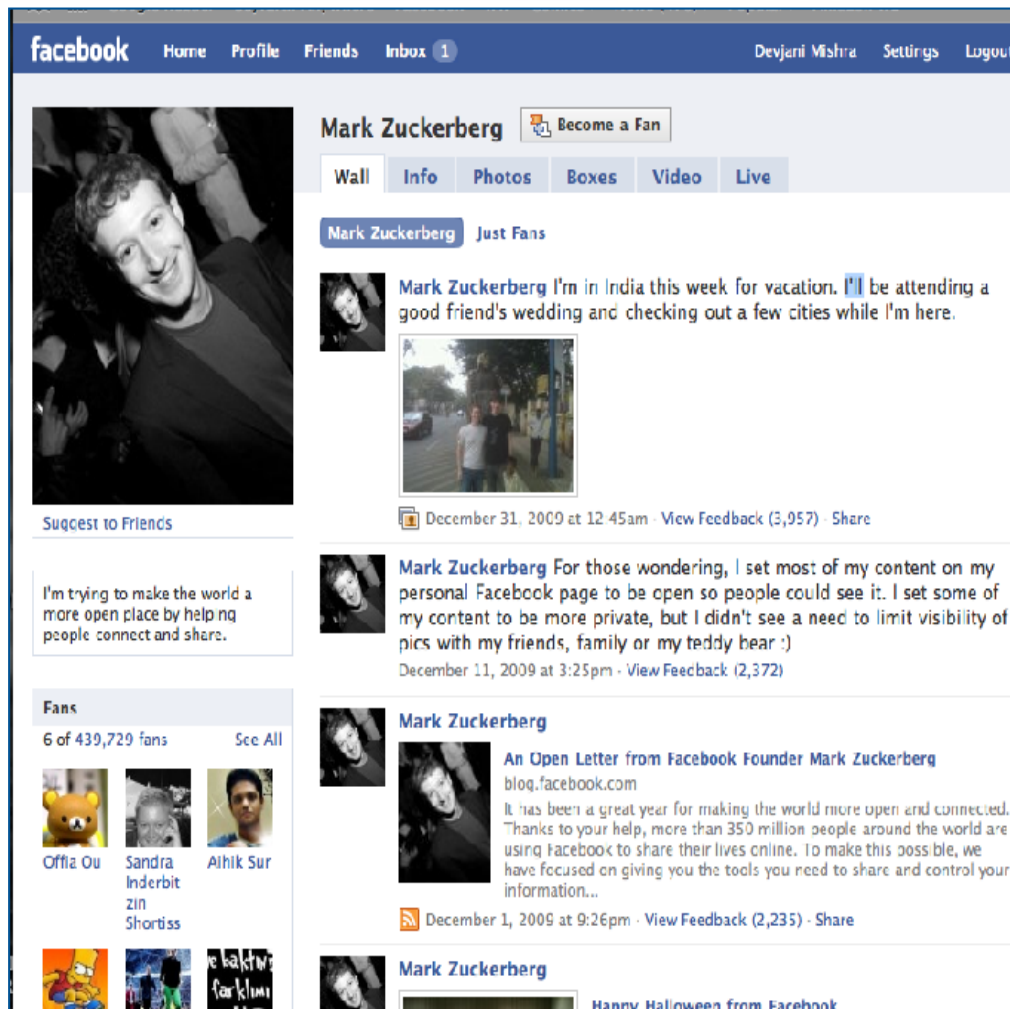 facebook Home Profile Friends Inbox 1 Devjani Mishra Settings Logout
Mark Zuckerberg Become a Fan
Wall Info Photos Boxes Video Live
Mark Zuckerberg Just Fans
Mark Zuckerberg I'm in India this week for vacation. I'll be attending a
good friend's wedding and checking out a few cities while I'm here.
December 31, 2009 at 12:45am · View Feedback (3,957) · Share
Suggest to Friends
I'm trying to make the world a
more open place by helping
people connect and share.
Mark Zuckerberg For those wondering, I set most of my content on my
personal Facebook page to be open so people could see it. I set some of
my content to be more private, but I didn't see a need to limit visibility of
pics with my friends, family or my teddy bear :)
December 11, 2009 at 3:25pm · View Feedback (2,372)
Fans
6 of 439,729 fans See All
Offia Ou
Sandra
Inderbit
zin
Shortiss
Alhik Sur
Mark Zuckerberg
An Open Letter from Facebook Founder Mark Zuckerberg
blog.facebook.com
It has been a great year for making the world more open and connected.
Thanks to your help, more than 350 million people around the world are
using Facebook to share their lives online. To make this possible, we
have focused on giving you the tools you need to share and control your
information...
December 1, 2009 at 9:26pm · View Feedback (2,235) · Share
Mark Zuckerberg
Happy Halloween from Facebook